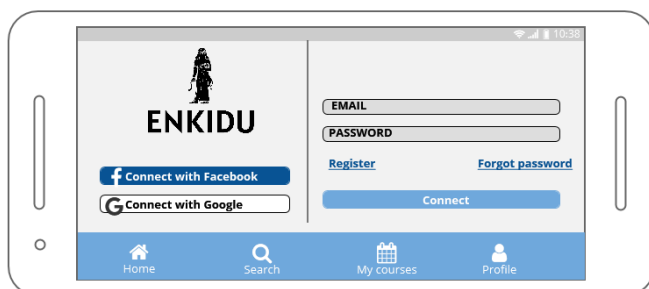 10:38
ENKIDU
Connect with Facebook
Connect with Google
EMAIL
PASSWORD
Register Forgot password
Connect
Home Search My courses Profile